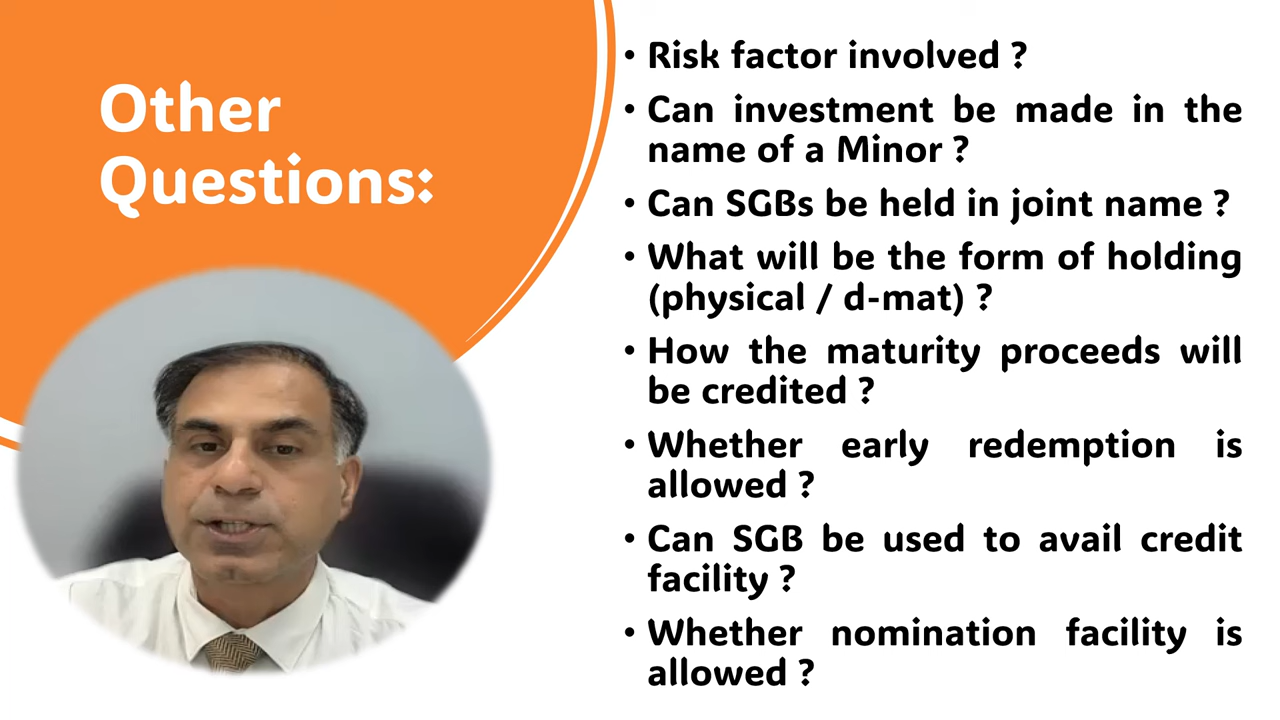 Other
Questions:
• Risk factor involved ?
• Can investment be made in the
name of a Minor ?
• Can SGBs be held in joint name ?
• What will be the form of holding
(physical / d-mat) ?
• How the maturity proceeds will
be credited ?
• Whether early redemption is
allowed ?
• Can SGB be used to avail credit
facility ?
• Whether nomination facility is
allowed ?